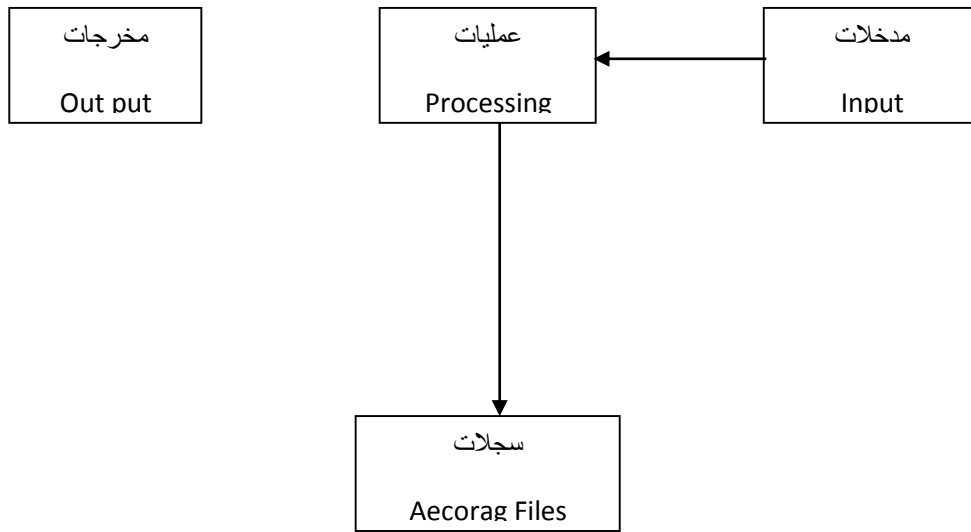 مدخلات
Input
عمليات
Processing
مخرجات
Out put
سجلات
Aecorag Files